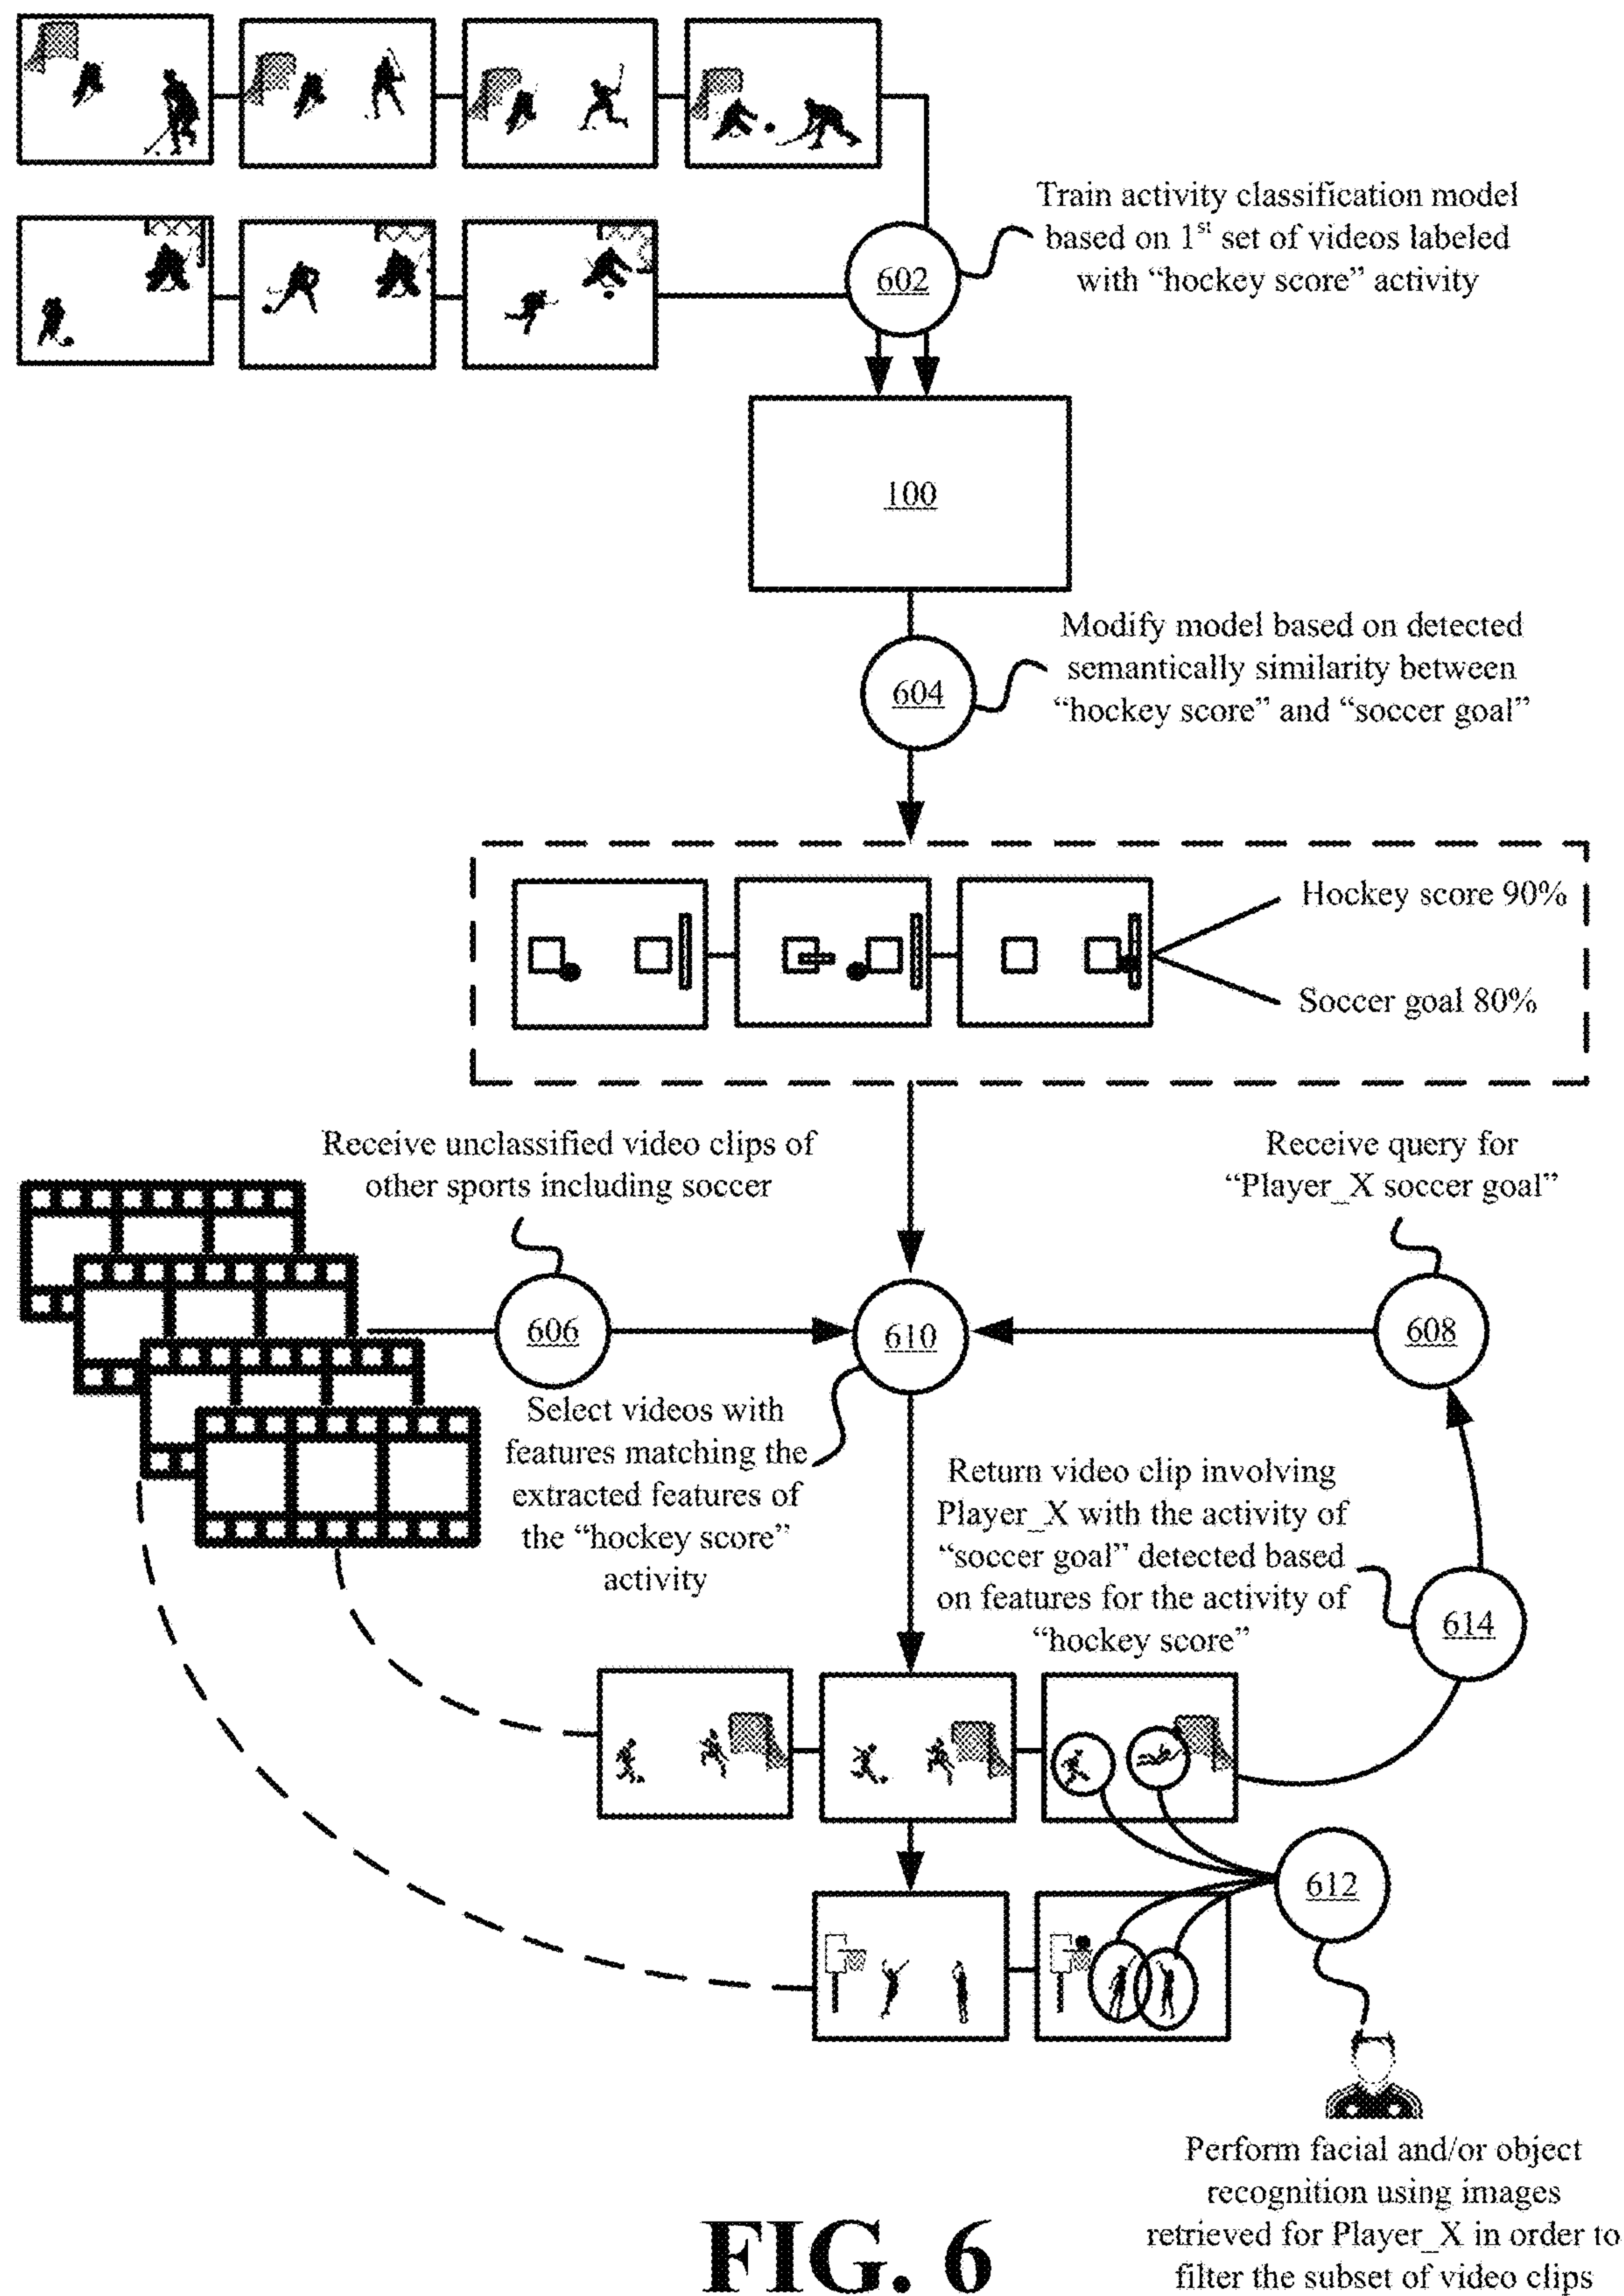 Train activity classification model
based on 1st set of videos labeled
with “hockey score” activity
602
100
Modify model based on detected
semantically similarity between
“hockey score” and “soccer goal”
604
Hockey score 90%
Soccer goal 80%
Receive unclassified video clips of
other sports including soccer
Receive query for
“Player_X soccer goal”
606
610
608
Select videos with
features matching the
extracted features of
the “hockey score”
activity
Return video clip involving
Player_X with the activity of
“soccer goal” detected based
on features for the activity of
“hockey score”
614
612
Perform facial and/or object
recognition using images
retrieved for Player_X in order to
filter the subset of video clips
FIG. 6